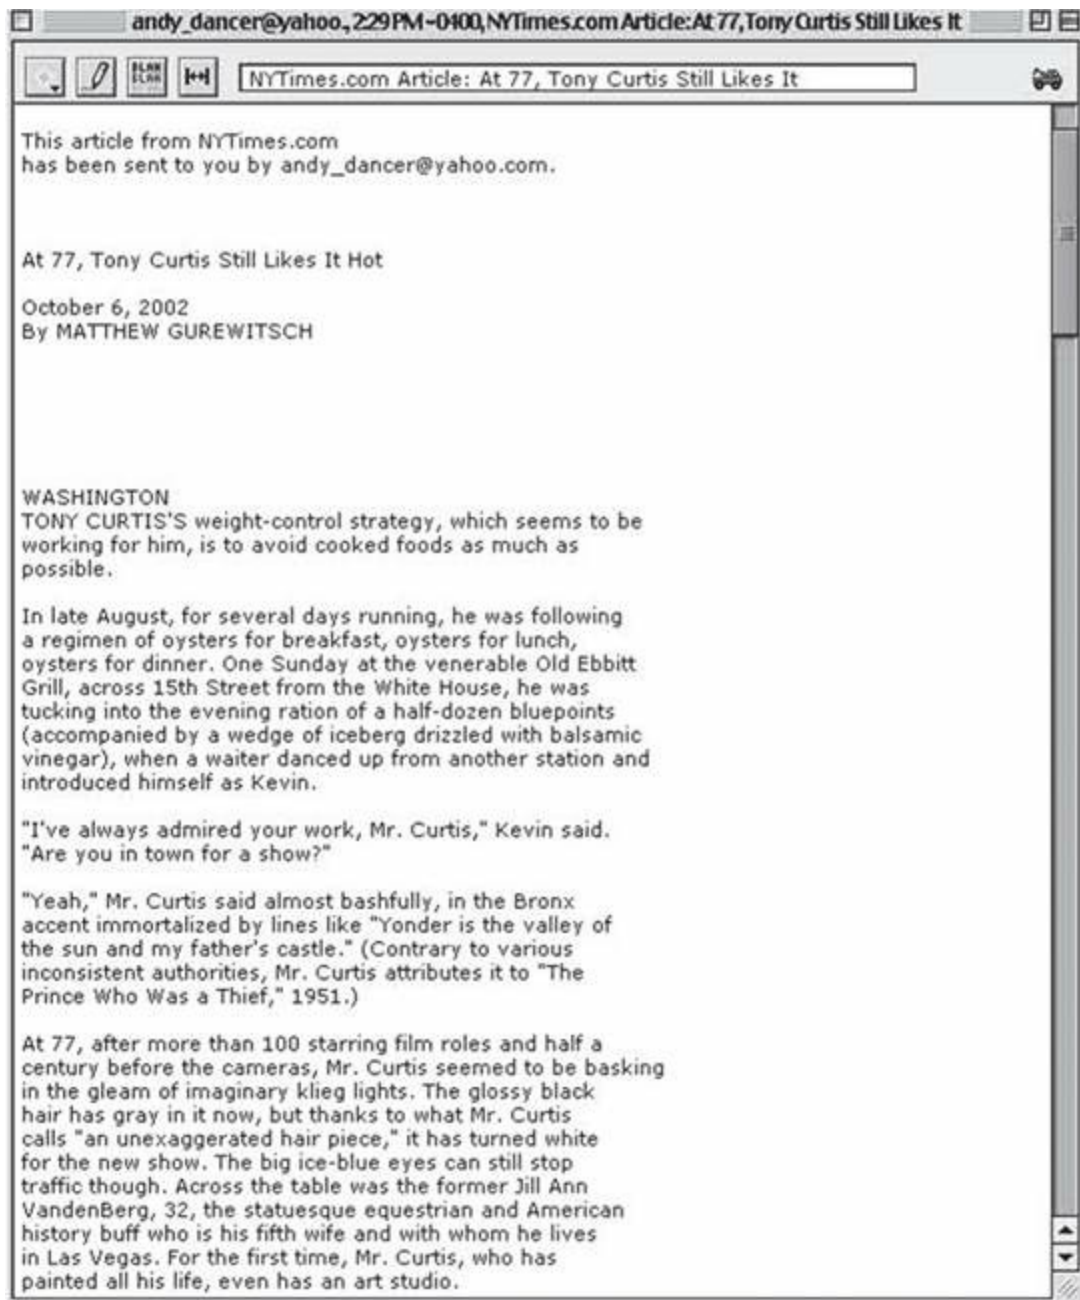 andy_dancer@yahoo., 2:29 PM -0400, NYTimes.com Article: At 77, Tony Curtis Still Likes It
BLAH
BLAH
NYTimes.com Article: At 77, Tony Curtis Still Likes It
This article from NYTimes.com
has been sent to you by andy_dancer@yahoo.com.
At 77, Tony Curtis Still Likes It Hot
October 6, 2002
By MATTHEW GUREWITSCH
WASHINGTON
TONY CURTIS'S weight-control strategy, which seems to be
working for him, is to avoid cooked foods as much as
possible.
In late August, for several days running, he was following
a regimen of oysters for breakfast, oysters for lunch,
oysters for dinner. One Sunday at the venerable Old Ebbitt
Grill, across 15th Street from the White House, he was
tucking into the evening ration of a half-dozen bluepoints
(accompanied by a wedge of iceberg drizzled with balsamic
vinegar), when a waiter danced up from another station and
introduced himself as Kevin.
"I've always admired your work, Mr. Curtis," Kevin said.
"Are you in town for a show?"
"Yeah," Mr. Curtis said almost bashfully, in the Bronx
accent immortalized by lines like "Yonder is the valley of
the sun and my father's castle." (Contrary to various
inconsistent authorities, Mr. Curtis attributes it to "The
Prince Who Was a Thief," 1951.)
At 77, after more than 100 starring film roles and half a
century before the cameras, Mr. Curtis seemed to be basking
in the gleam of imaginary klieg lights. The glossy black
hair has gray in it now, but thanks to what Mr. Curtis
calls "an unexaggerated hair piece," it has turned white
for the new show. The big ice-blue eyes can still stop
traffic though. Across the table was the former Jill Ann
VandenBerg, 32, the statuesque equestrian and American
history buff who is his fifth wife and with whom he lives
in Las Vegas. For the first time, Mr. Curtis, who has
painted all his life, even has an art studio.